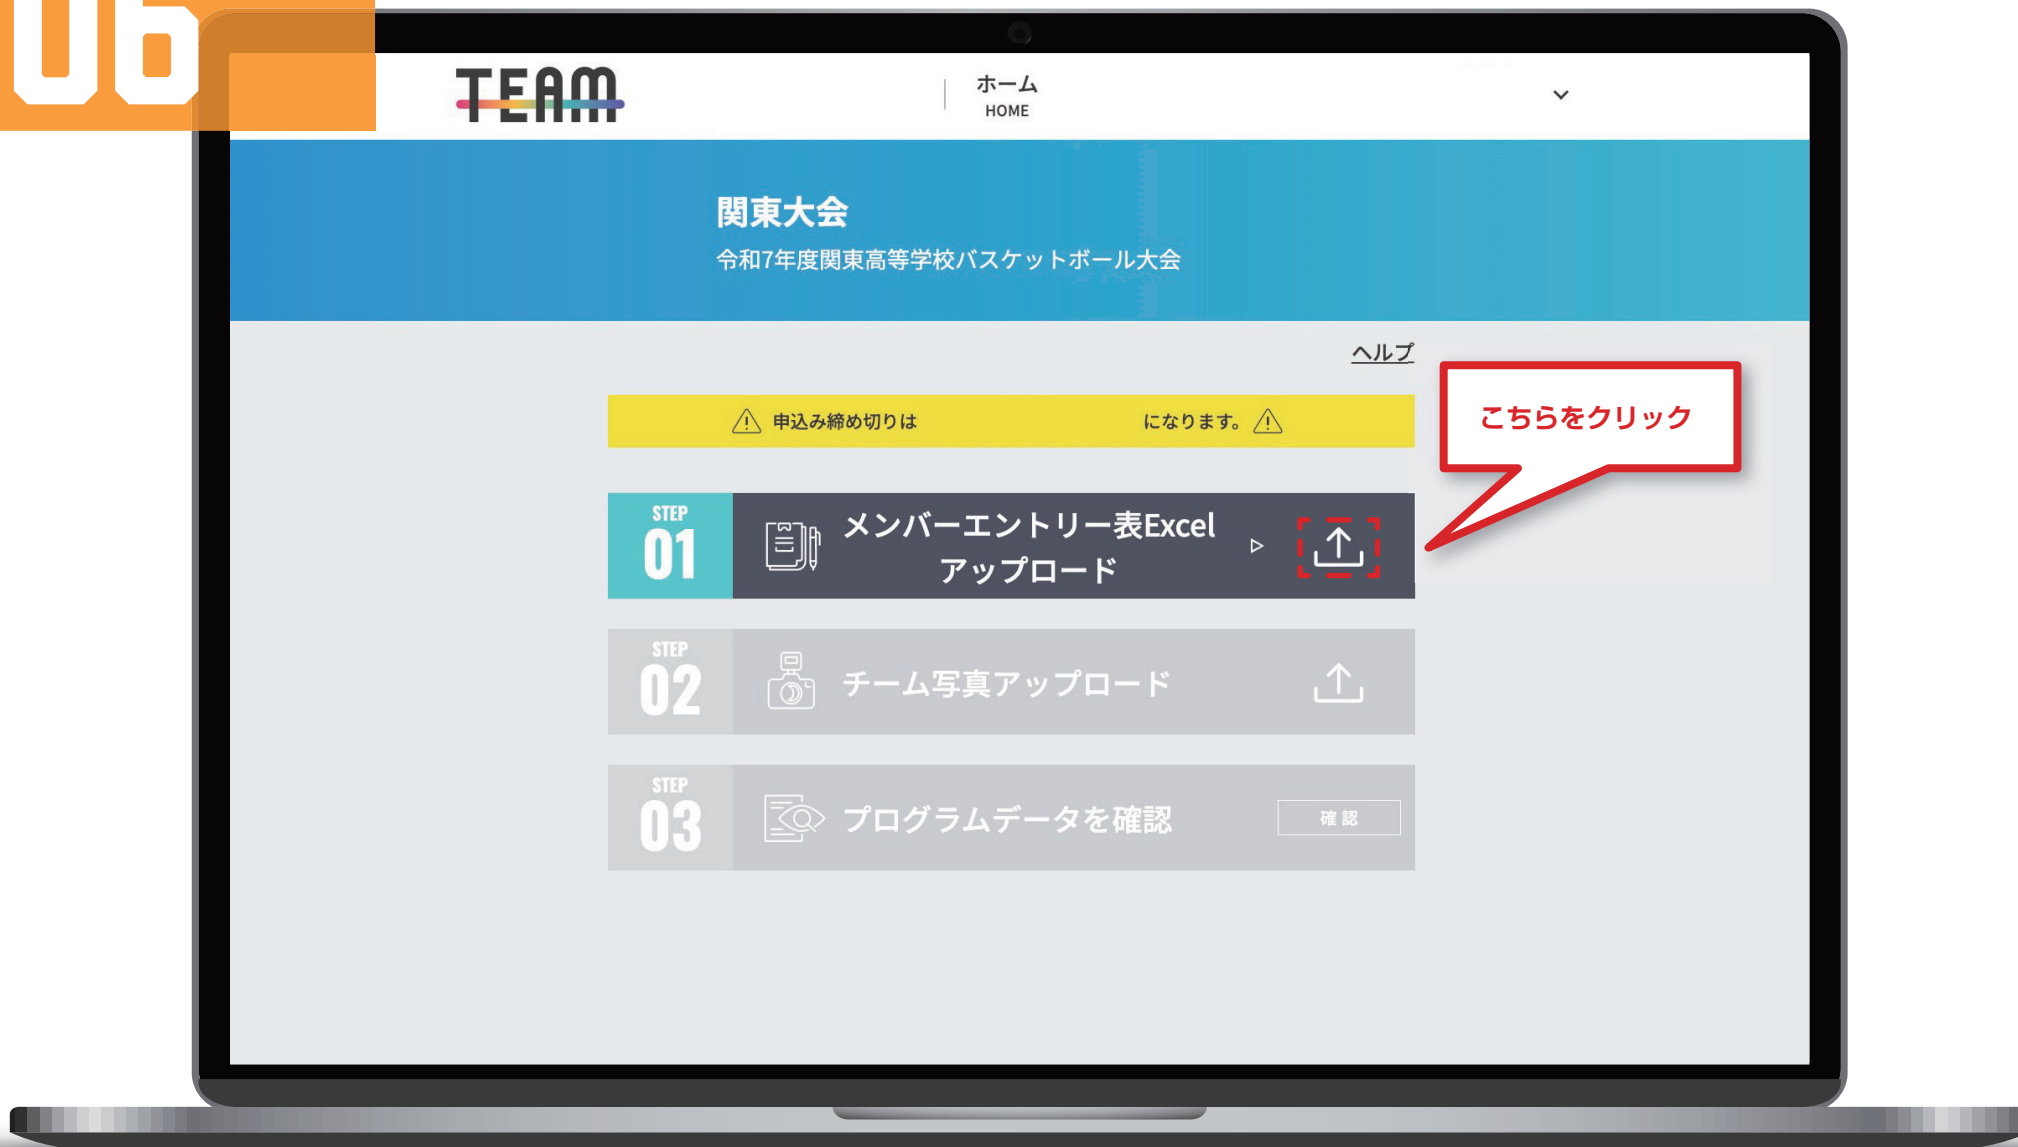 06
TEAM
ホーム
HOME
関東大会
令和7年度関東高等学校バスケットボール大会
ヘルプ
申込み締め切りは になります。
こちらをクリック
STEP
01
メンバーエントリー表Excel
アップロード
STEP
02
チーム写真アップロード
STEP
03
プログラムデータを確認
確認